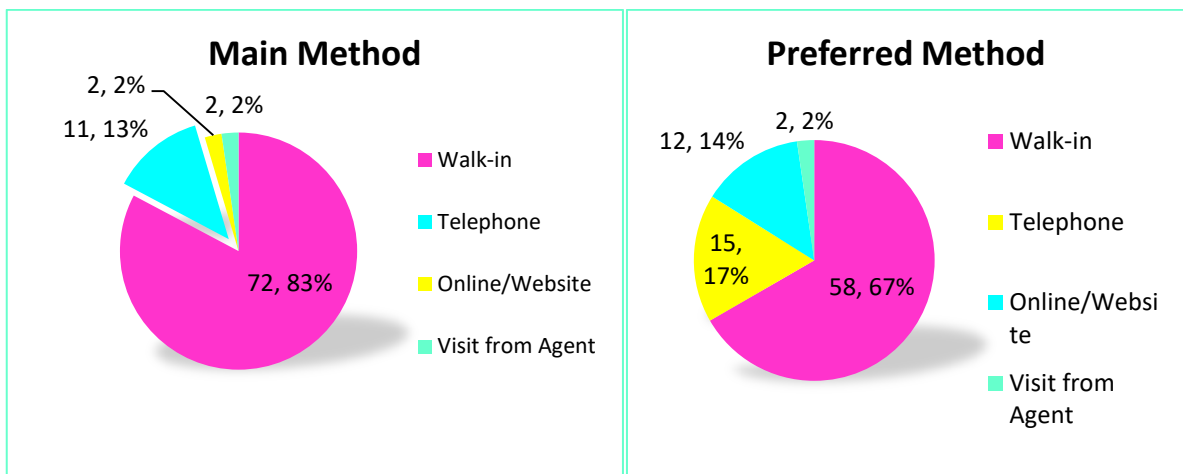 Main Method
2, 2%
2, 2%
11, 13%
72, 83%
Walk-in
Telephone
Online/Website
Visit from Agent
Preferred Method
2, 2%
12, 14%
15,
17%
58, 67%
Walk-in
Telephone
Online/Websi
te
Visit from
Agent